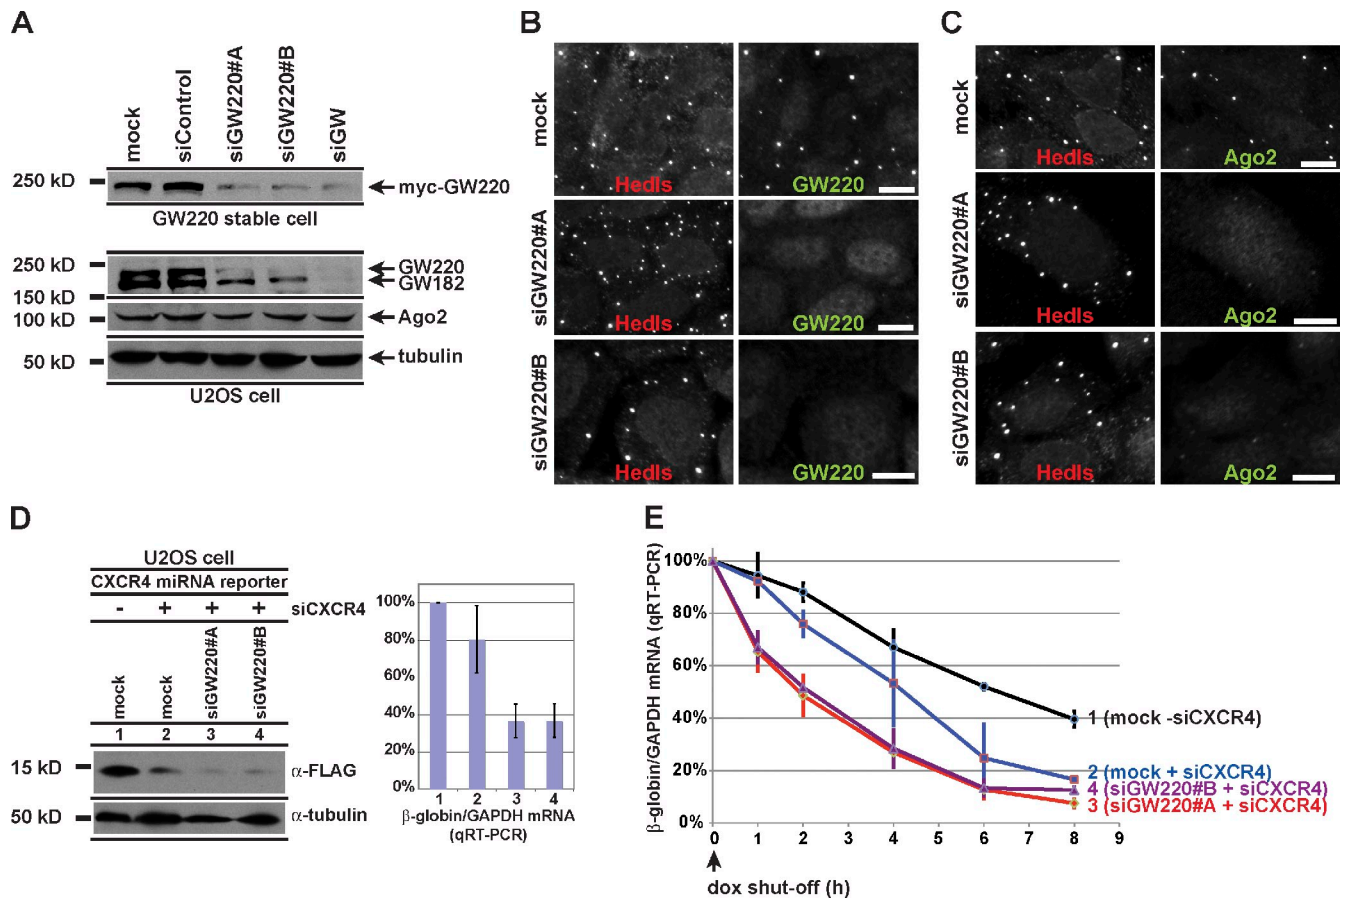 A
mock
siControl
siGW220#A
siGW220#B
siGW
250 kD
myc-GW220
GW220 stable cell
250 kD
GW220
GW182
150 kD
100 kD
Ago2
50 kD
tubulin
U2OS cell
B
mock
Hedls
GW220
siGW220#A
Hedls
GW220
siGW220#B
Hedls
GW220
C
mock
Hedls
Ago2
siGW220#A
Hedls
Ago2
siGW220#B
Hedls
Ago2
D
U2OS cell
CXCR4 miRNA reporter
- + + + siCXCR4
mock
mock
siGW220#A
siGW220#B
1 2 3 4
15 kD
α-FLAG
50 kD
α-tubulin
100%
80%
60%
40%
20%
0%
1 2 3 4
β-globin/GAPDH mRNA
(qRT-PCR)
E
β-globin/GAPDH mRNA (qRT-PCR)
100%
80%
60%
40%
20%
0%
1 (mock -siCXCR4)
2 (mock + siCXCR4)
4 (siGW220#B + siCXCR4)
3 (siGW220#A + siCXCR4)
0 1 2 3 4 5 6 7 8 9
dox shut-off (h)